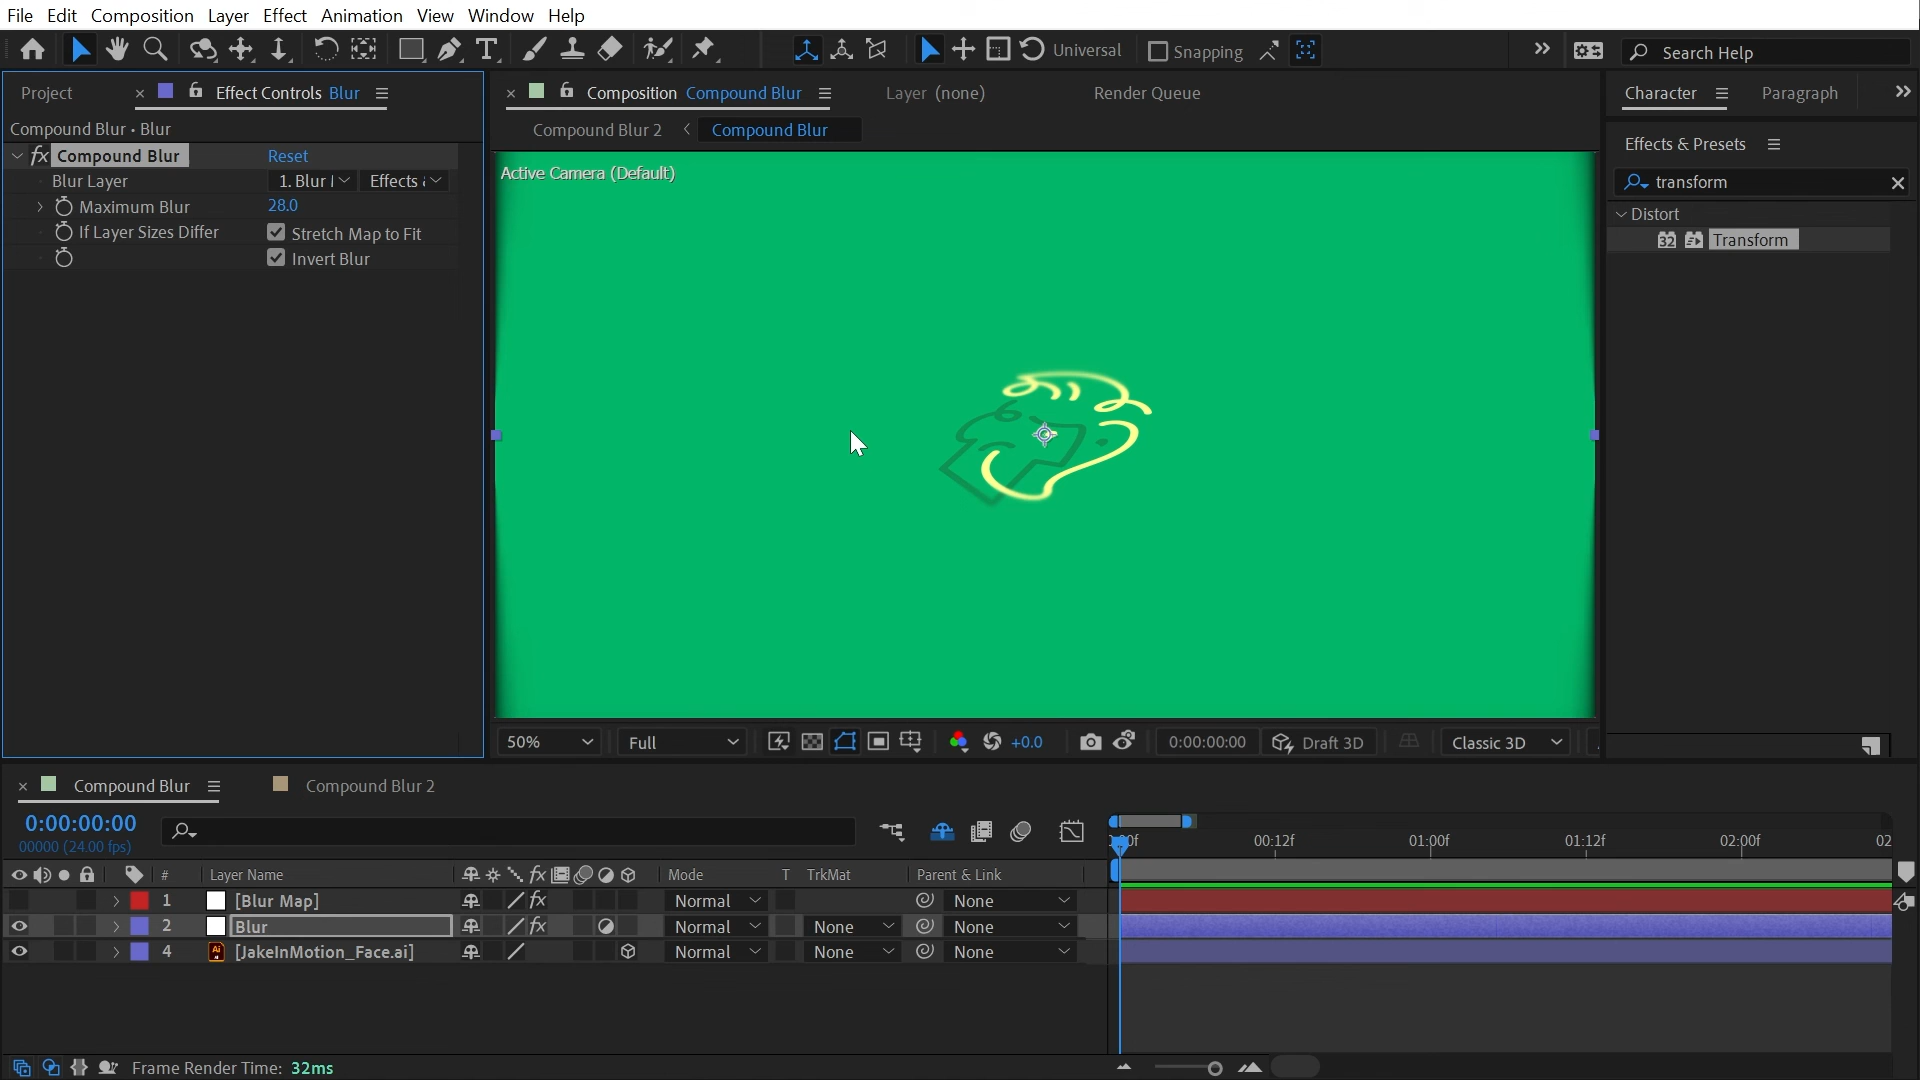 File Edit Composition Layer Effect Animation View Window Help
Universal Snapping Search Help
Project Effect Controls Blur
Compound Blur • Blur
fx Compound Blur Reset
Blur Layer 1. Blur Effects
Maximum Blur 28.0
If Layer Sizes Differ Stretch Map to Fit
Invert Blur
Composition Compound Blur Layer (none) Render Queue
Compound Blur 2 Compound Blur
Active Camera (Default)
50% Full +0.0 0:00:00:00 Draft 3D Classic 3D
Character Paragraph
Effects & Presets
transform
Distort
32 Transform
Compound Blur Compound Blur 2
0:00:00:00
00000 (24.00 fps)
00:12f 01:00f 01:12f 02:00f 02
# Layer Name fx Mode T TrkMat Parent & Link
1 [Blur Map] fx Normal None
2 Blur fx Normal None None
4 Ai [JakeInMotion_Face.ai] Normal None None
Frame Render Time: 32ms